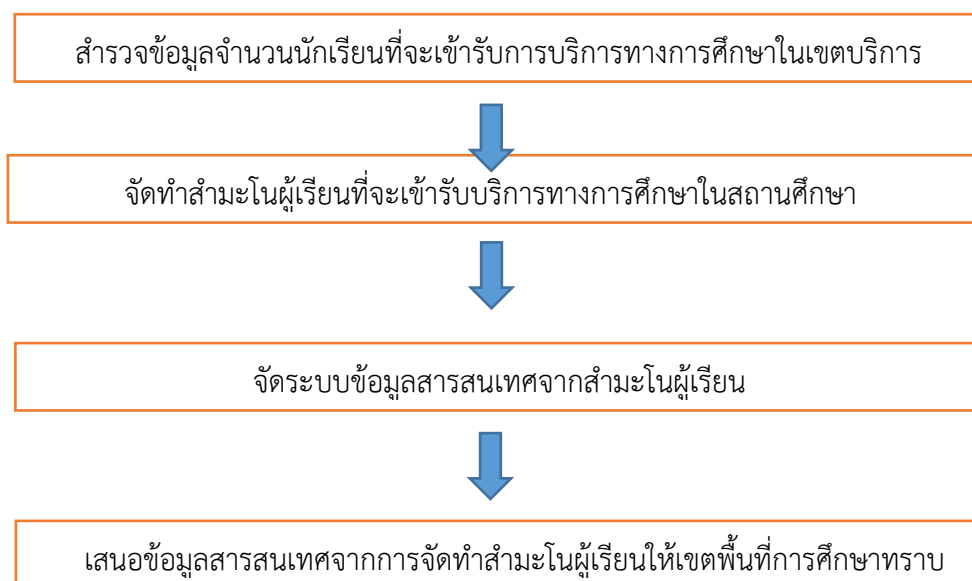 สำรวจข้อมูลจำนวนนักเรียนที่จะเข้ารับการบริการทางการศึกษาในเขตบริการ
จัดทำสำมะโนผู้เรียนที่จะเข้ารับบริการทางการศึกษาในสถานศึกษา
จัดระบบข้อมูลสารสนเทศจากสำมะโนผู้เรียน
เสนอข้อมูลสารสนเทศจากการจัดทำสำมะโนผู้เรียนให้เขตพื้นที่การศึกษาทราบ